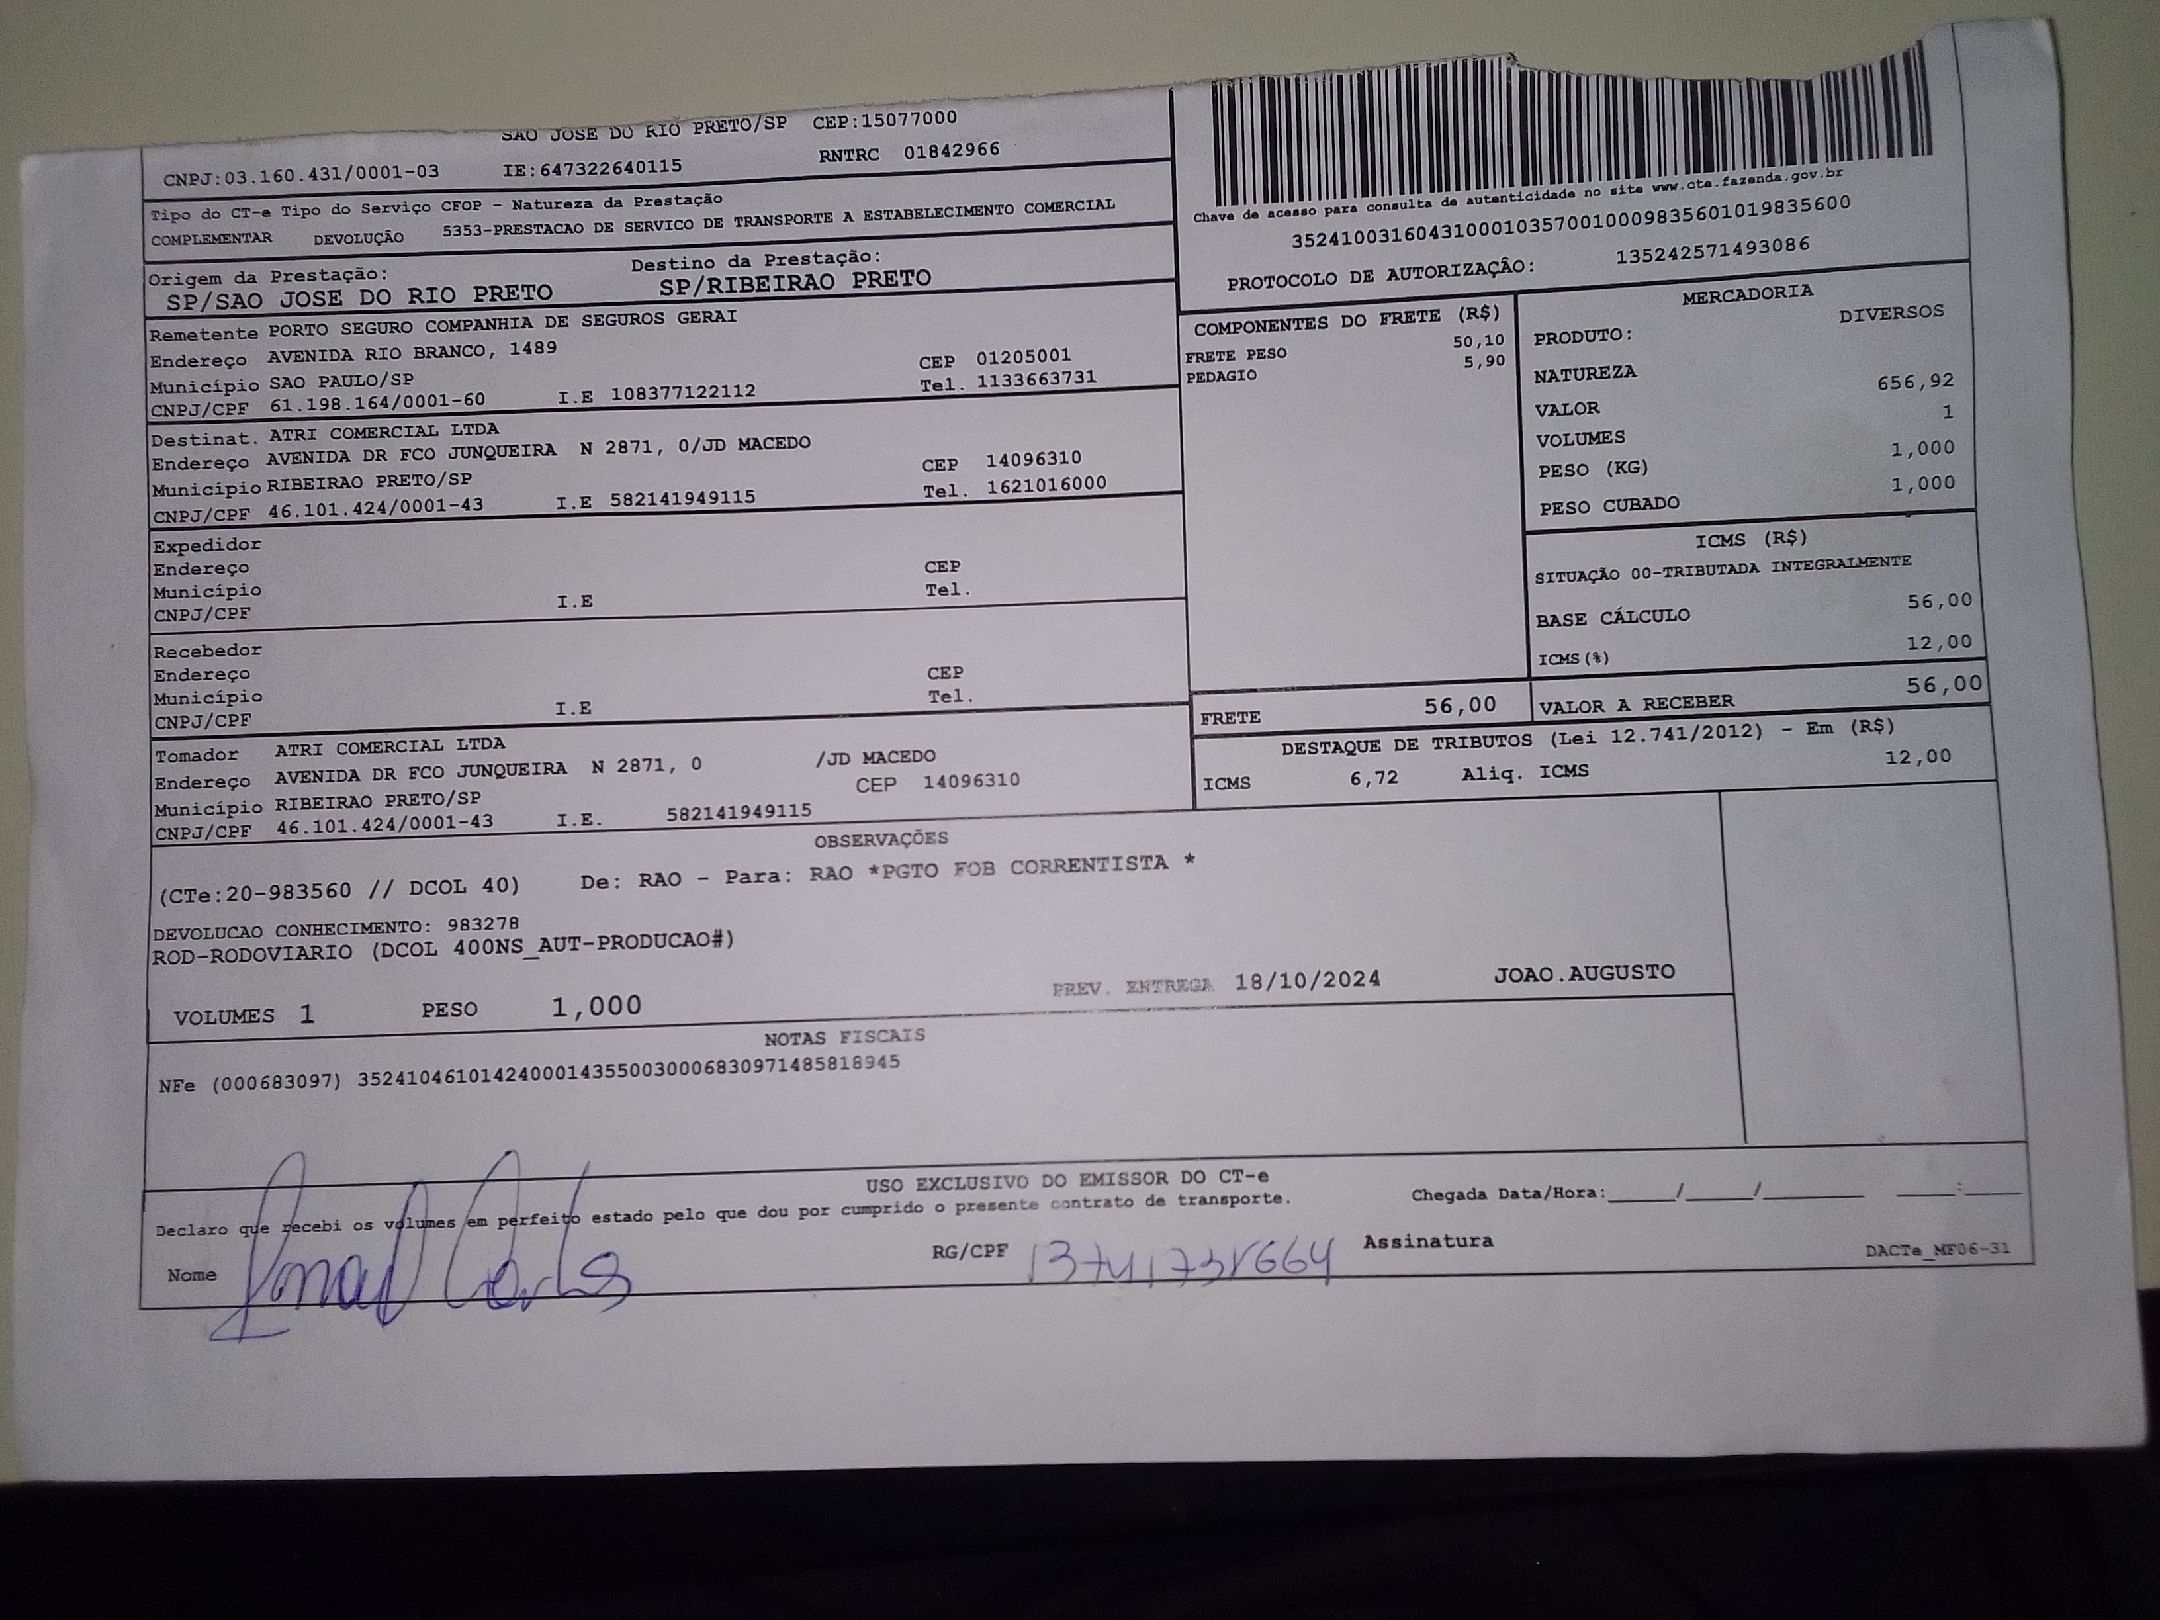 SAO JOSE DO RIO PRETO/SP CEP:15077000
CNPJ:03.160.431/0001-03 IE:647322640115 RNTRC 01842966
Tipo do CT-e Tipo do Serviço CFOP - Natureza da Prestação
COMPLEMENTAR DEVOLUÇÃO 5353-PRESTACAO DE SERVICO DE TRANSPORTE A ESTABELECIMENTO COMERCIAL
Origem da Prestação: Destino da Prestação:
SP/SAO JOSE DO RIO PRETO SP/RIBEIRAO PRETO
Chave de acesso para consulta de autenticidade no site www.cte.fazenda.gov.br
35241003160431000103570010009835601019835600
PROTOCOLO DE AUTORIZAÇÃO: 135242571493086
Remetente PORTO SEGURO COMPANHIA DE SEGUROS GERAI
Endereço AVENIDA RIO BRANCO, 1489 CEP 01205001
Município SAO PAULO/SP Tel. 1133663731
CNPJ/CPF 61.198.164/0001-60 I.E 108377122112
Destinat. ATRI COMERCIAL LTDA
Endereço AVENIDA DR FCO JUNQUEIRA N 2871, 0/JD MACEDO
CEP 14096310
Município RIBEIRAO PRETO/SP Tel. 1621016000
CNPJ/CPF 46.101.424/0001-43 I.E 582141949115
Expedidor
Endereço CEP
Município Tel.
CNPJ/CPF I.E
Recebedor
Endereço CEP
Município Tel.
CNPJ/CPF I.E
Tomador ATRI COMERCIAL LTDA
Endereço AVENIDA DR FCO JUNQUEIRA N 2871, 0 /JD MACEDO
Município RIBEIRAO PRETO/SP CEP 14096310
CNPJ/CPF 46.101.424/0001-43 I.E. 582141949115
COMPONENTES DO FRETE (R$)
FRETE PESO 50,10
PEDAGIO 5,90
MERCADORIA
PRODUTO: DIVERSOS
NATUREZA
VALOR 656,92
VOLUMES 1
PESO (KG) 1,000
PESO CUBADO 1,000
ICMS (R$)
SITUAÇÃO 00-TRIBUTADA INTEGRALMENTE
BASE CÁLCULO 56,00
ICMS(%) 12,00
FRETE 56,00 VALOR A RECEBER 56,00
DESTAQUE DE TRIBUTOS (Lei 12.741/2012) - Em (R$)
ICMS 6,72 Aliq. ICMS 12,00
OBSERVAÇÕES
(CTe:20-983560 // DCOL 40) De: RAO - Para: RAO *PGTO FOB CORRENTISTA *
DEVOLUCAO CONHECIMENTO: 983278
ROD-RODOVIARIO (DCOL 400NS_AUT-PRODUCAO#)
VOLUMES 1 PESO 1,000 PREV. ENTREGA 18/10/2024 JOAO.AUGUSTO
NOTAS FISCAIS
NFe (000683097) 35241046101424000143550030006830971485818945
USO EXCLUSIVO DO EMISSOR DO CT-e
Declaro que recebi os volumes em perfeito estado pelo que dou por cumprido o presente contrato de transporte.
Chegada Data/Hora:_____/_____/_______ ____:____
Nome RG/CPF Assinatura
DACTe_MF06-31